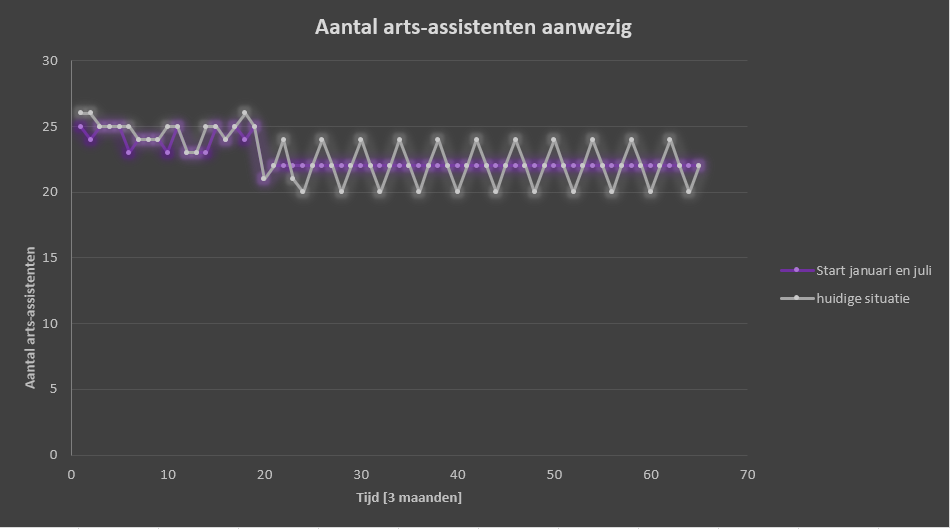 Aantal arts-assistenten aanwezig
30
25
20
15
10
5
0
Aantal arts-assistenten
0 10 20 30 40 50 60 70
Tijd [3 maanden]
Start januari en juli
huidige situatie